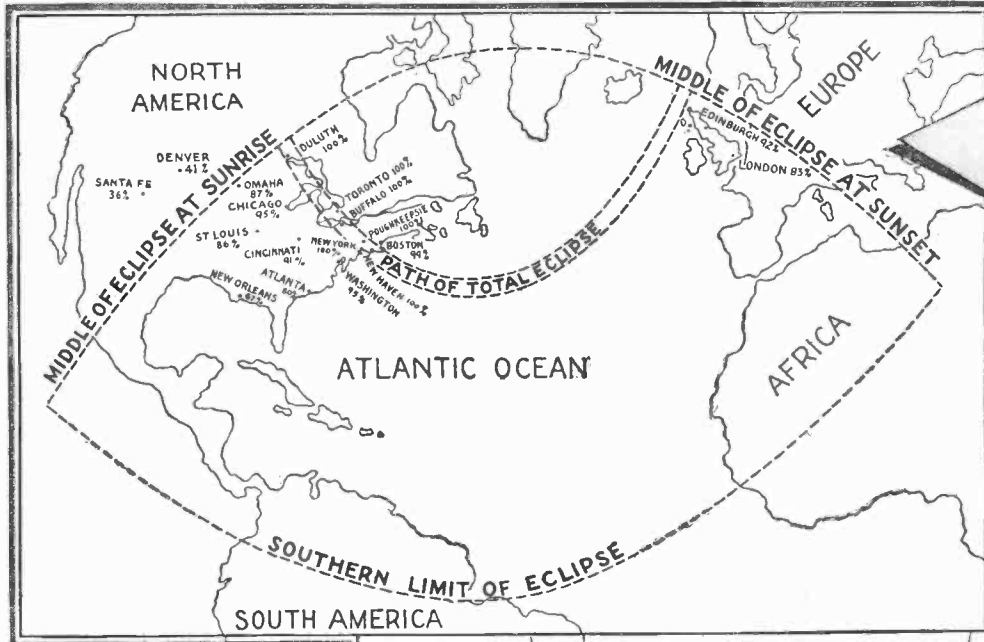 NORTH
AMERICA
MIDDLE OF ECLIPSE AT SUNRISE
MIDDLE OF ECLIPSE AT SUNSET
EUROPE
DULUTH
100%
DENVER
41%
SANTA FE
36%
OMAHA
87%
CHICAGO
95%
TORONTO 100%
BUFFALO 100%
EDINBURGH 92%
LONDON 83%
ST LOUIS
86%
CINCINNATI
91%
POUGHKEEPSIE
100%
NEW YORK
100%
BOSTON
99%
NEW HAVEN 100%
WASHINGTON
95%
ATLANTA
80%
NEW ORLEANS
67%
PATH OF TOTAL ECLIPSE
ATLANTIC OCEAN
AFRICA
SOUTHERN LIMIT OF ECLIPSE
SOUTH AMERICA